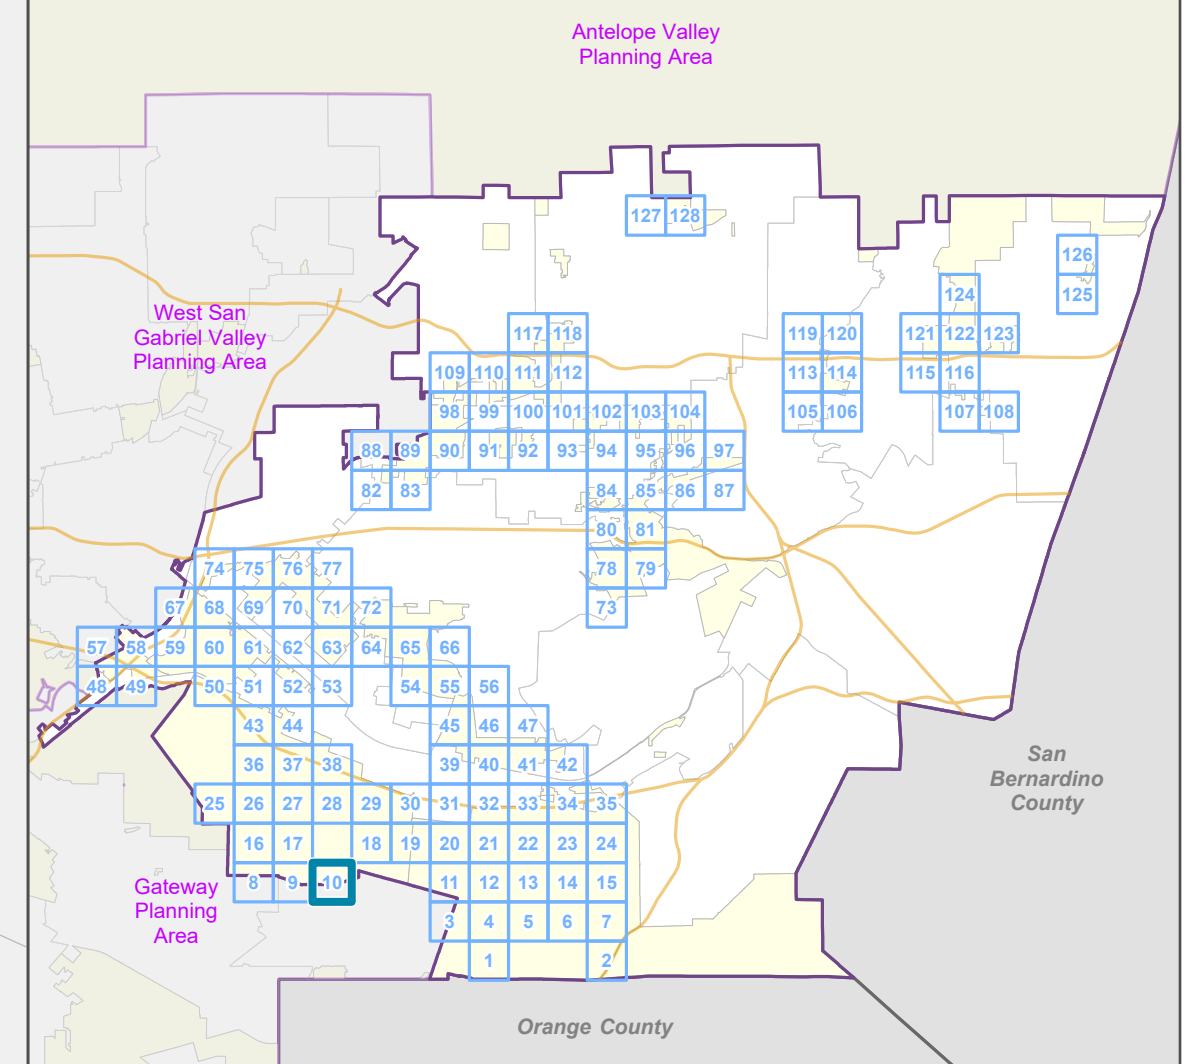 Antelope Valley
Planning Area
127 128
126
125
124
West San
Gabriel Valley
Planning Area
117 118
119 120
121 122 123
109 110 111 112
113 114
115 116
98 99 100 101 102 103 104
105 106
107 108
88 89 90 91 92 93 94 95 96 97
82 83
84 85 86 87
80 81
74 75 76 77
78 79
67 68 69 70 71 72
73
57 58 59 60 61 62 63 64 65 66
48 49 50 51 52 53 54 55 56
43 44 45 46 47
36 37 38 39 40 41 42
San
Bernardino
County
25 26 27 28 29 30 31 32 33 34 35
16 17 18 19 20 21 22 23 24
8 9 10 11 12 13 14 15
Gateway
Planning
Area
3 4 5 6 7
1 2
Orange County